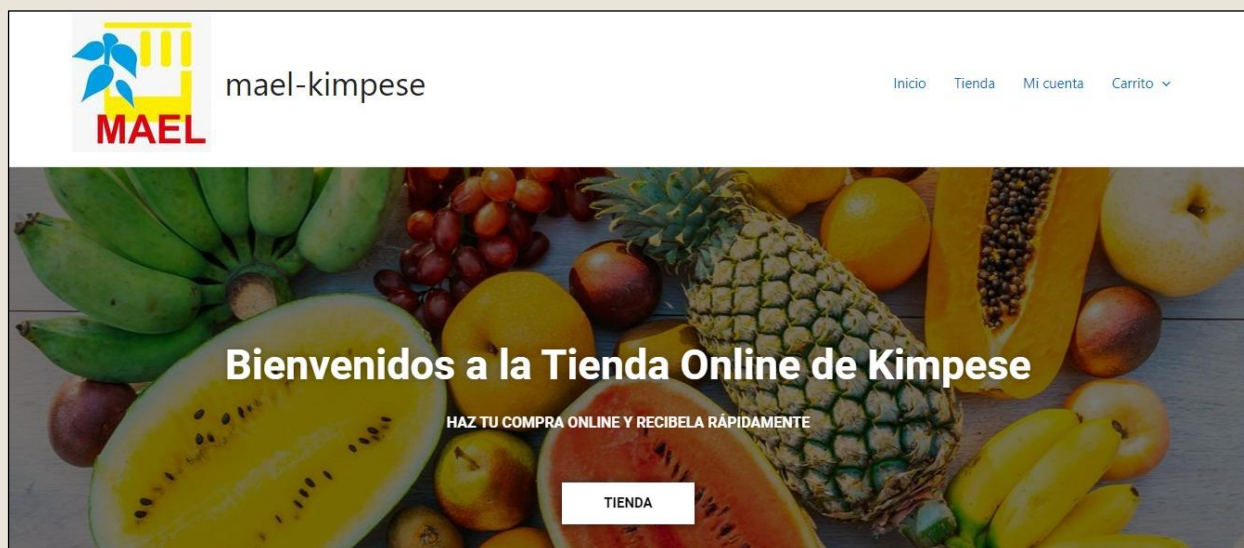 MAEL
mael-kimpese
Inicio Tienda Mi cuenta Carrito
Bienvenidos a la Tienda Online de Kimpese
HAZ TU COMPRA ONLINE Y RECIBELA RÁPIDAMENTE
TIENDA